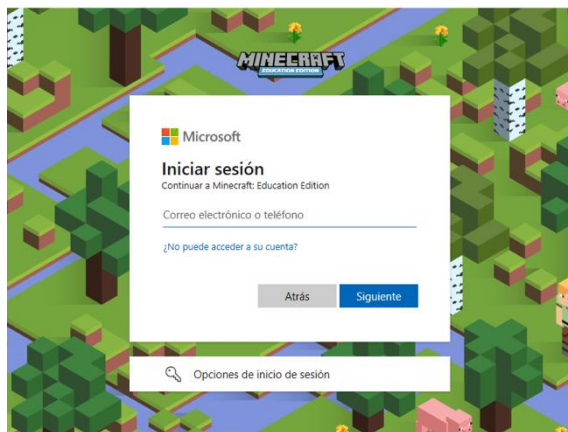 MINECRAFT
EDUCATION EDITION
Microsoft
Iniciar sesión
Continuar a Minecraft: Education Edition
Correo electrónico o teléfono
¿No puede acceder a su cuenta?
Atrás Siguiente
Opciones de inicio de sesión